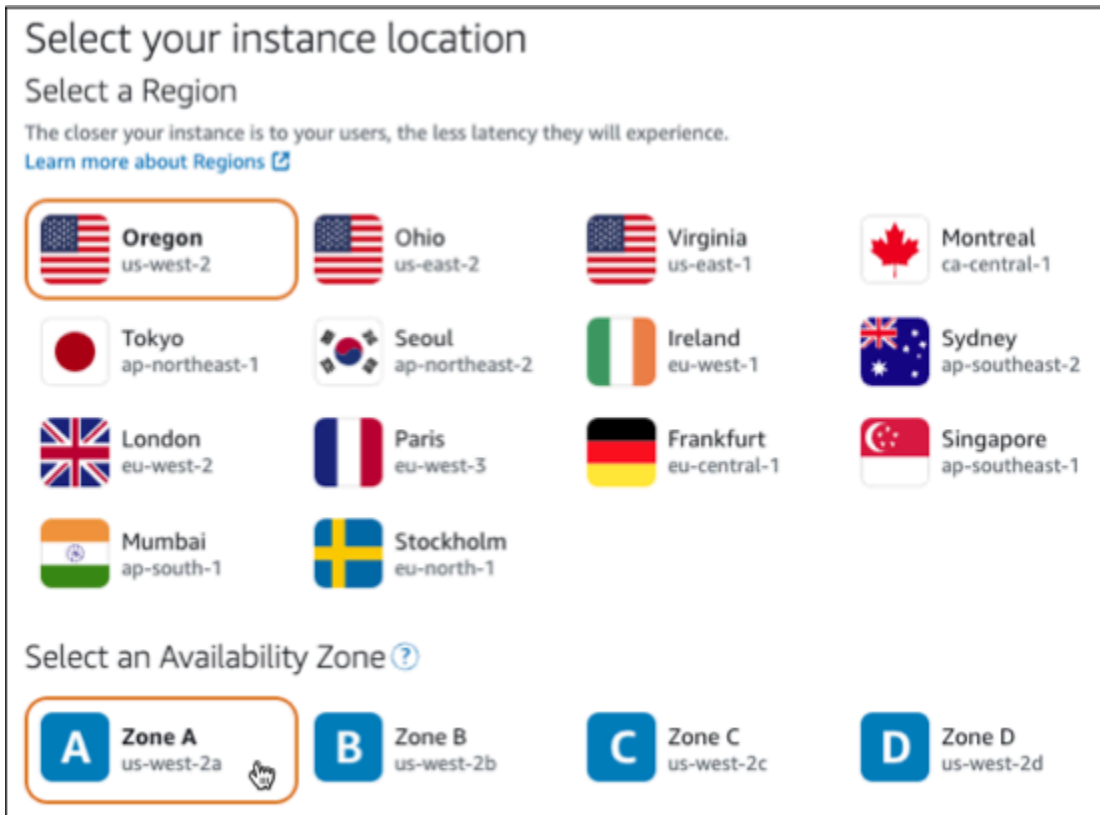 Select your instance location
Select a Region
The closer your instance is to your users, the less latency they will experience.
Learn more about Regions
Oregon
us-west-2
Ohio
us-east-2
Virginia
us-east-1
Montreal
ca-central-1
Tokyo
ap-northeast-1
Seoul
ap-northeast-2
Ireland
eu-west-1
Sydney
ap-southeast-2
London
eu-west-2
Paris
eu-west-3
Frankfurt
eu-central-1
Singapore
ap-southeast-1
Mumbai
ap-south-1
Stockholm
eu-north-1
Select an Availability Zone ?
A
Zone A
us-west-2a
B
Zone B
us-west-2b
C
Zone C
us-west-2c
D
Zone D
us-west-2d